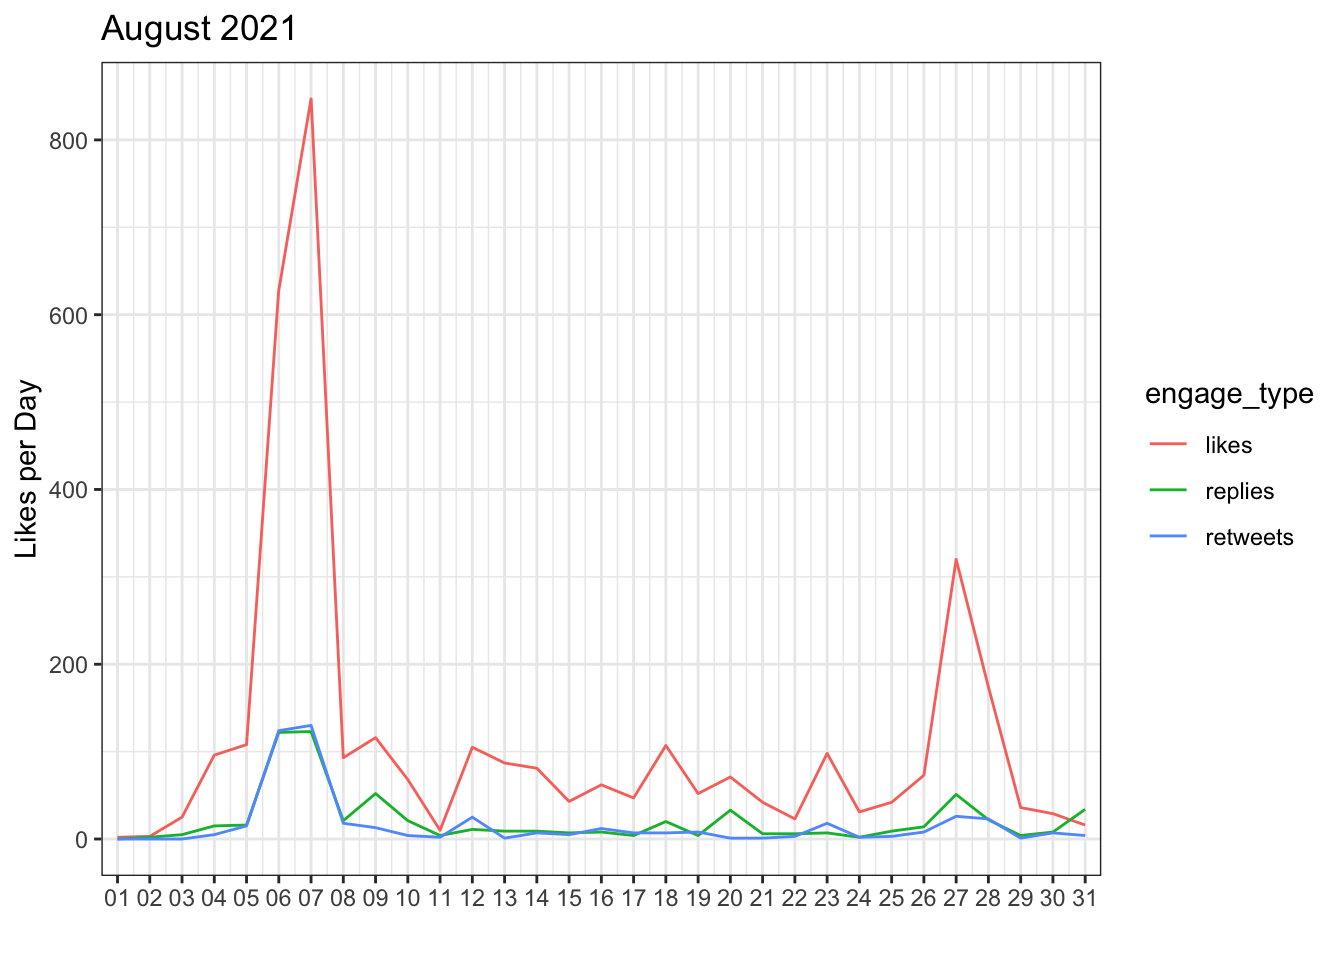 August 2021
Likes per Day
800
600
400
200
0
01 02 03 04 05 06 07 08 09 10 11 12 13 14 15 16 17 18 19 20 21 22 23 24 25 26 27 28 29 30 31
engage_type
likes
replies
retweets